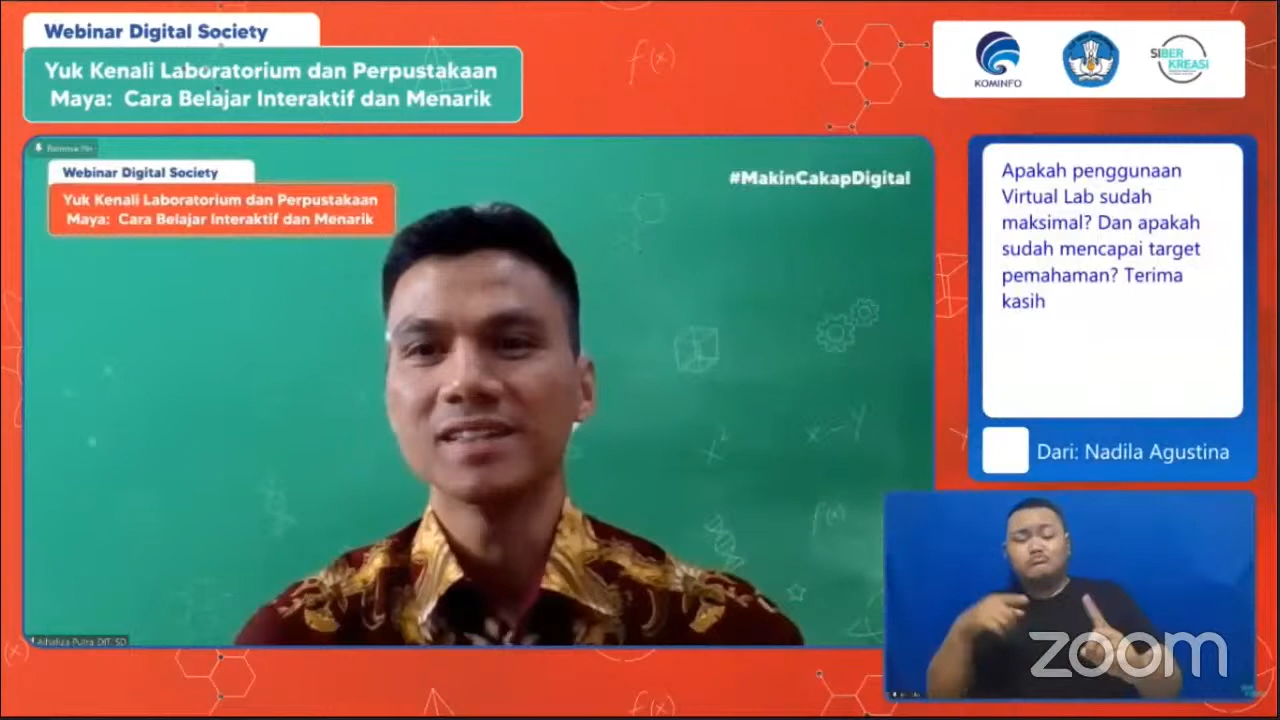 Webinar Digital Society
Yuk Kenali Laboratorium dan Perpustakaan
Maya: Cara Belajar Interaktif dan Menarik
f(x)
KOMINFO
SIBER
KREASI
Webinar Digital Society
Yuk Kenali Laboratorium dan Perpustakaan
Maya: Cara Belajar Interaktif dan Menarik
#MakinCakapDigital
Apakah penggunaan
Virtual Lab sudah
maksimal? Dan apakah
sudah mencapai target
pemahaman? Terima
kasih
Dari: Nadila Agustina
x-y
f(x)
zoom
f(x)